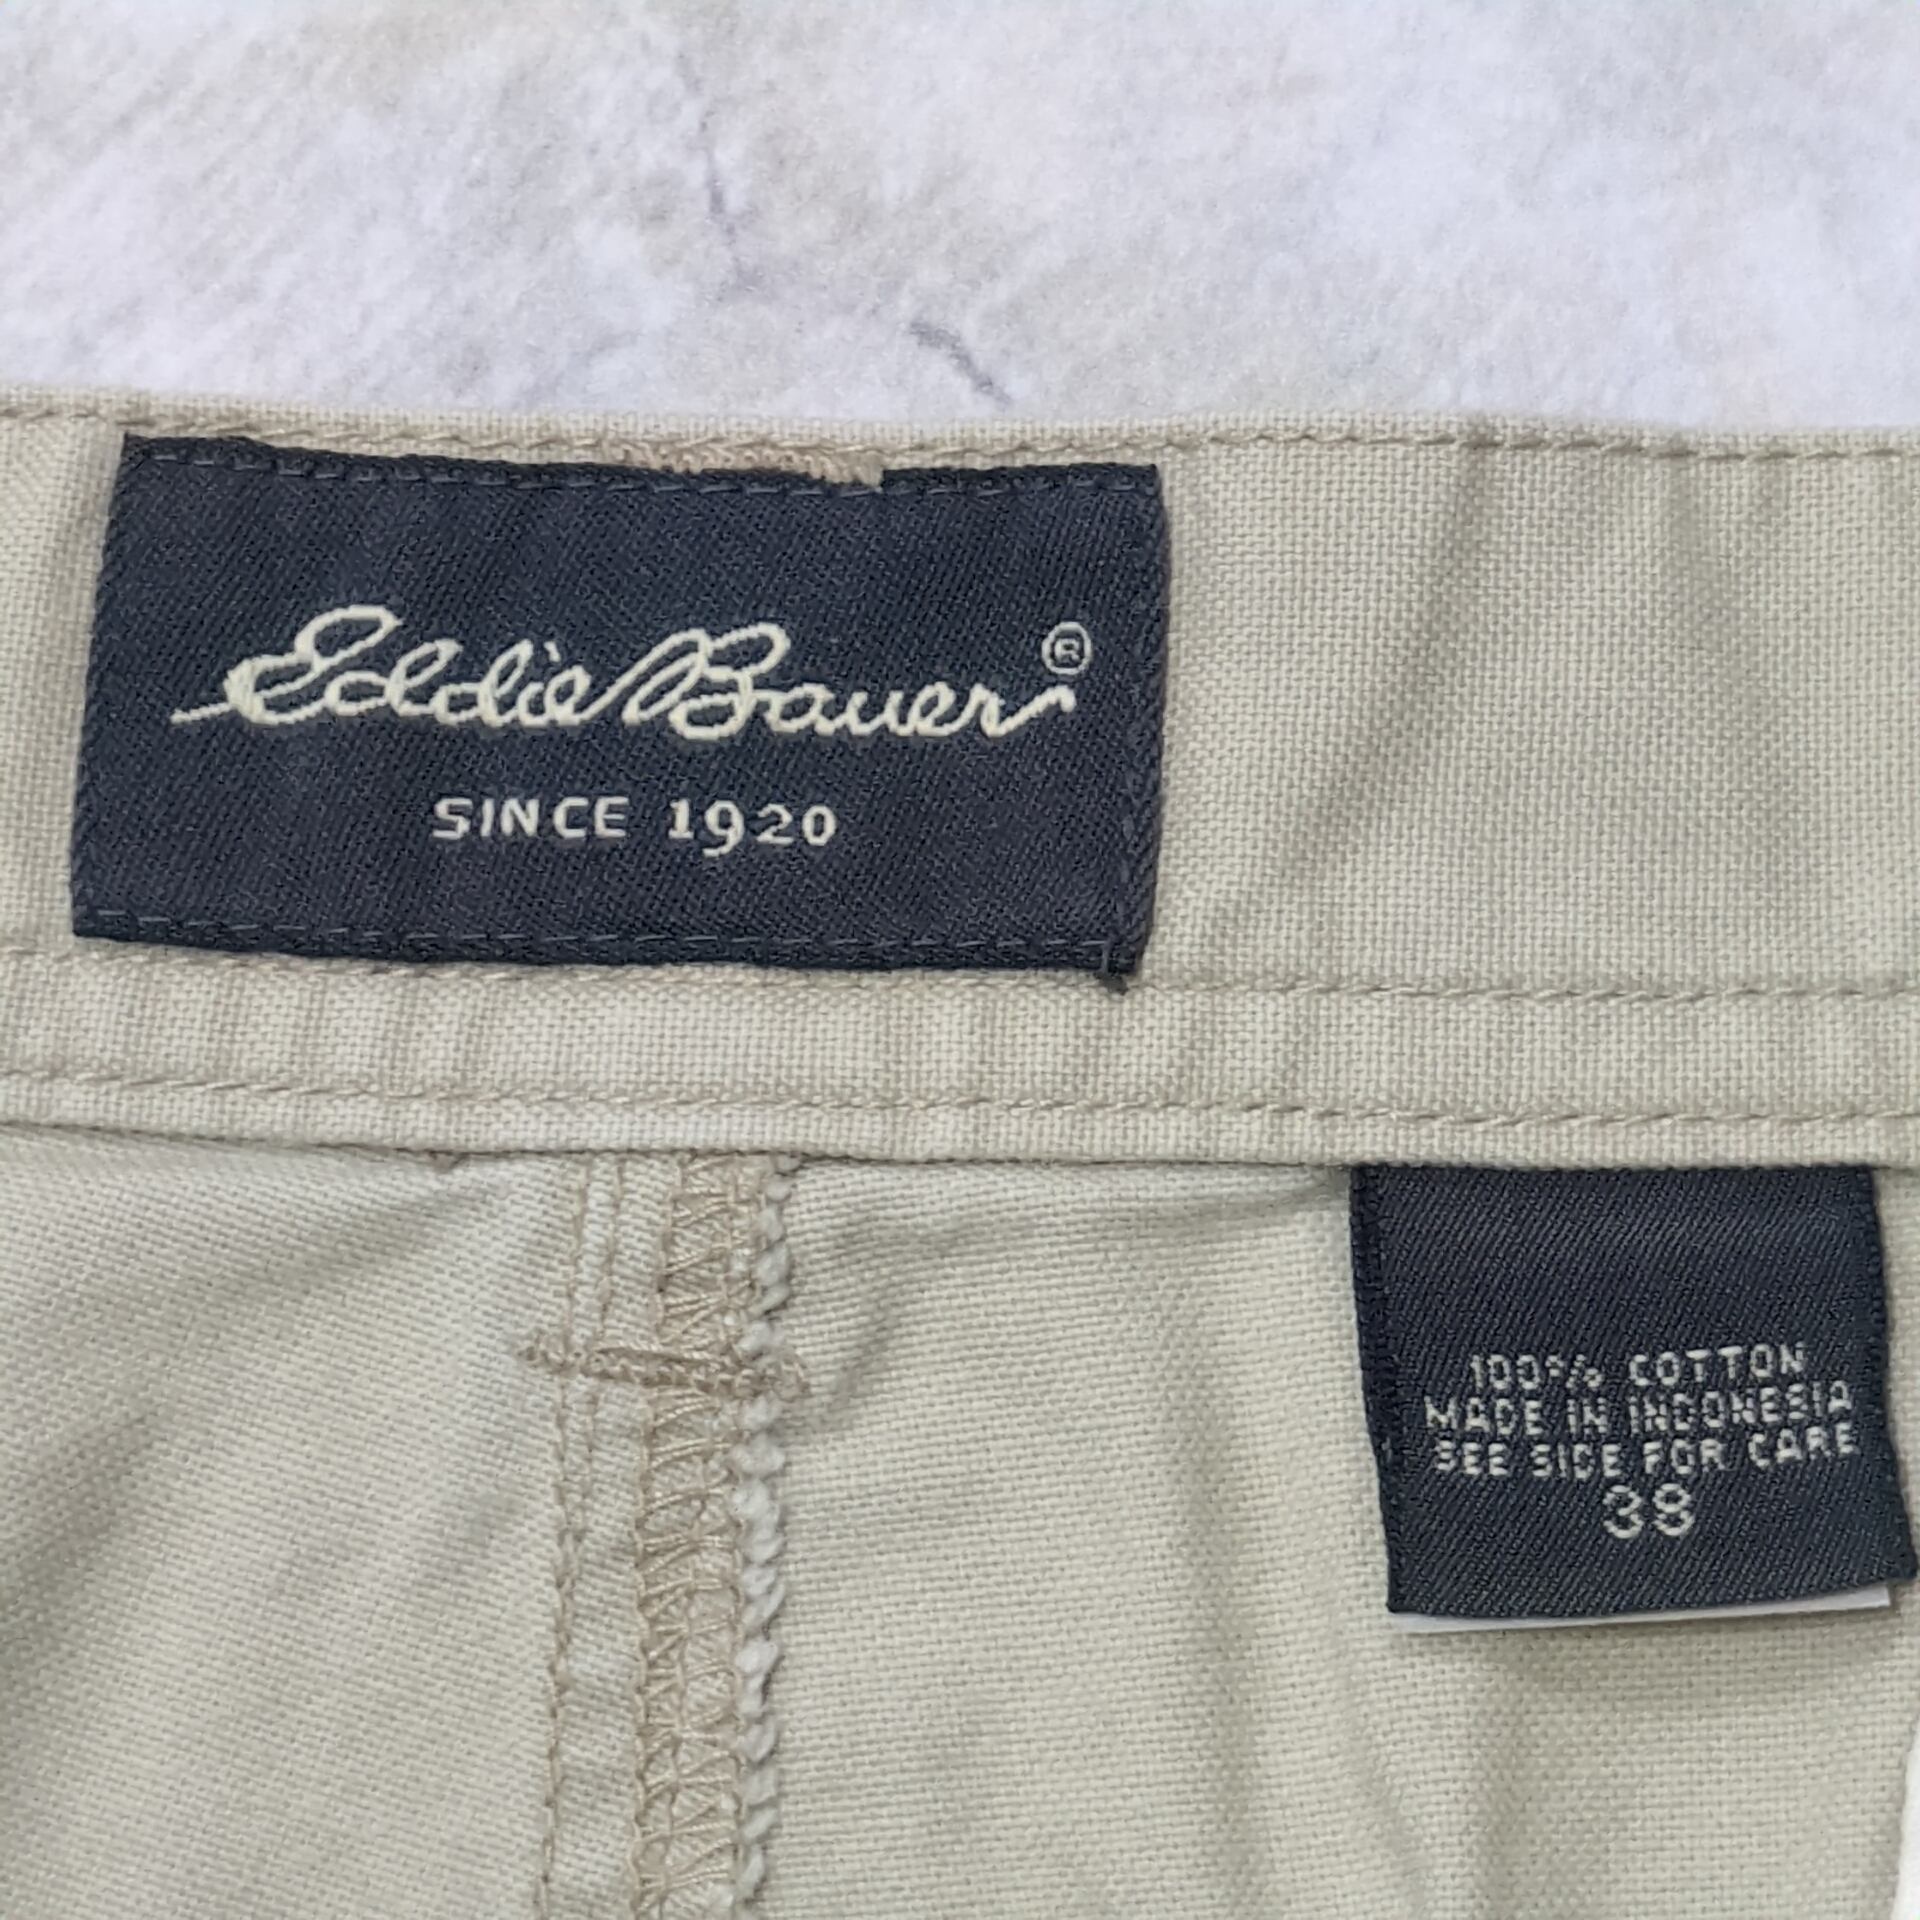 Eddie Bauer®
SINCE 1920
100% COTTON
MADE IN INDONESIA
SEE SIDE FOR CARE
38